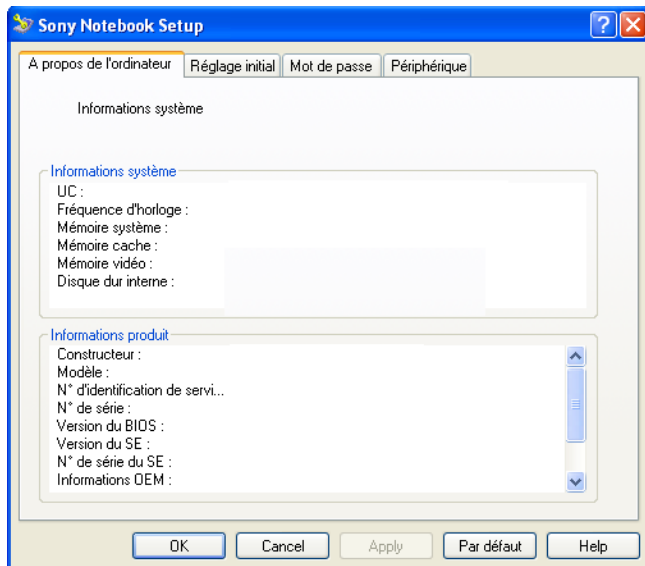 Sony Notebook Setup
A propos de l'ordinateur Réglage initial Mot de passe Périphérique
Informations système
Informations système
UC :
Fréquence d'horloge :
Mémoire système :
Mémoire cache :
Mémoire vidéo :
Disque dur interne :
Informations produit
Constructeur :
Modèle :
N° d'identification de servi...
N° de série :
Version du BIOS :
Version du SE :
N° de série du SE :
Informations OEM :
OK Cancel Apply Par défaut Help